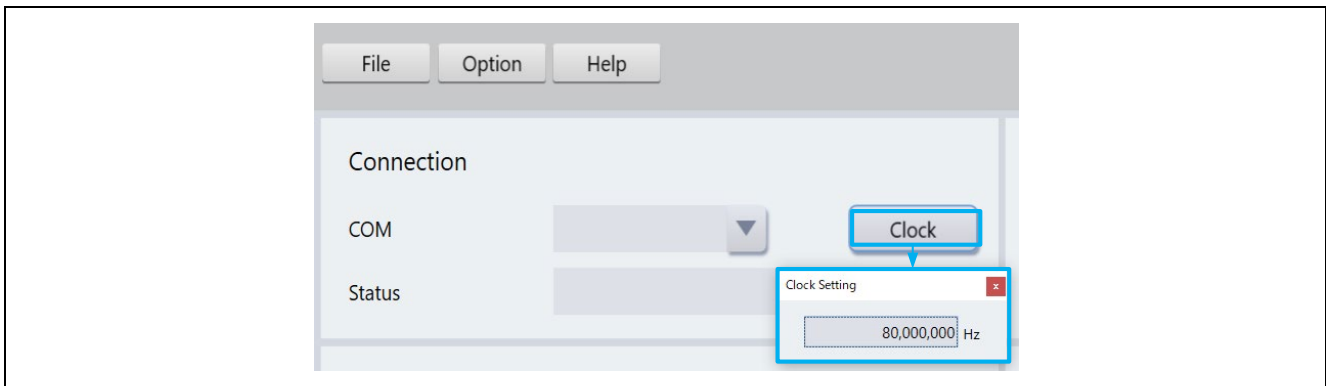 File Option Help
Connection
COM Clock
Status
Clock Setting x
80,000,000 Hz